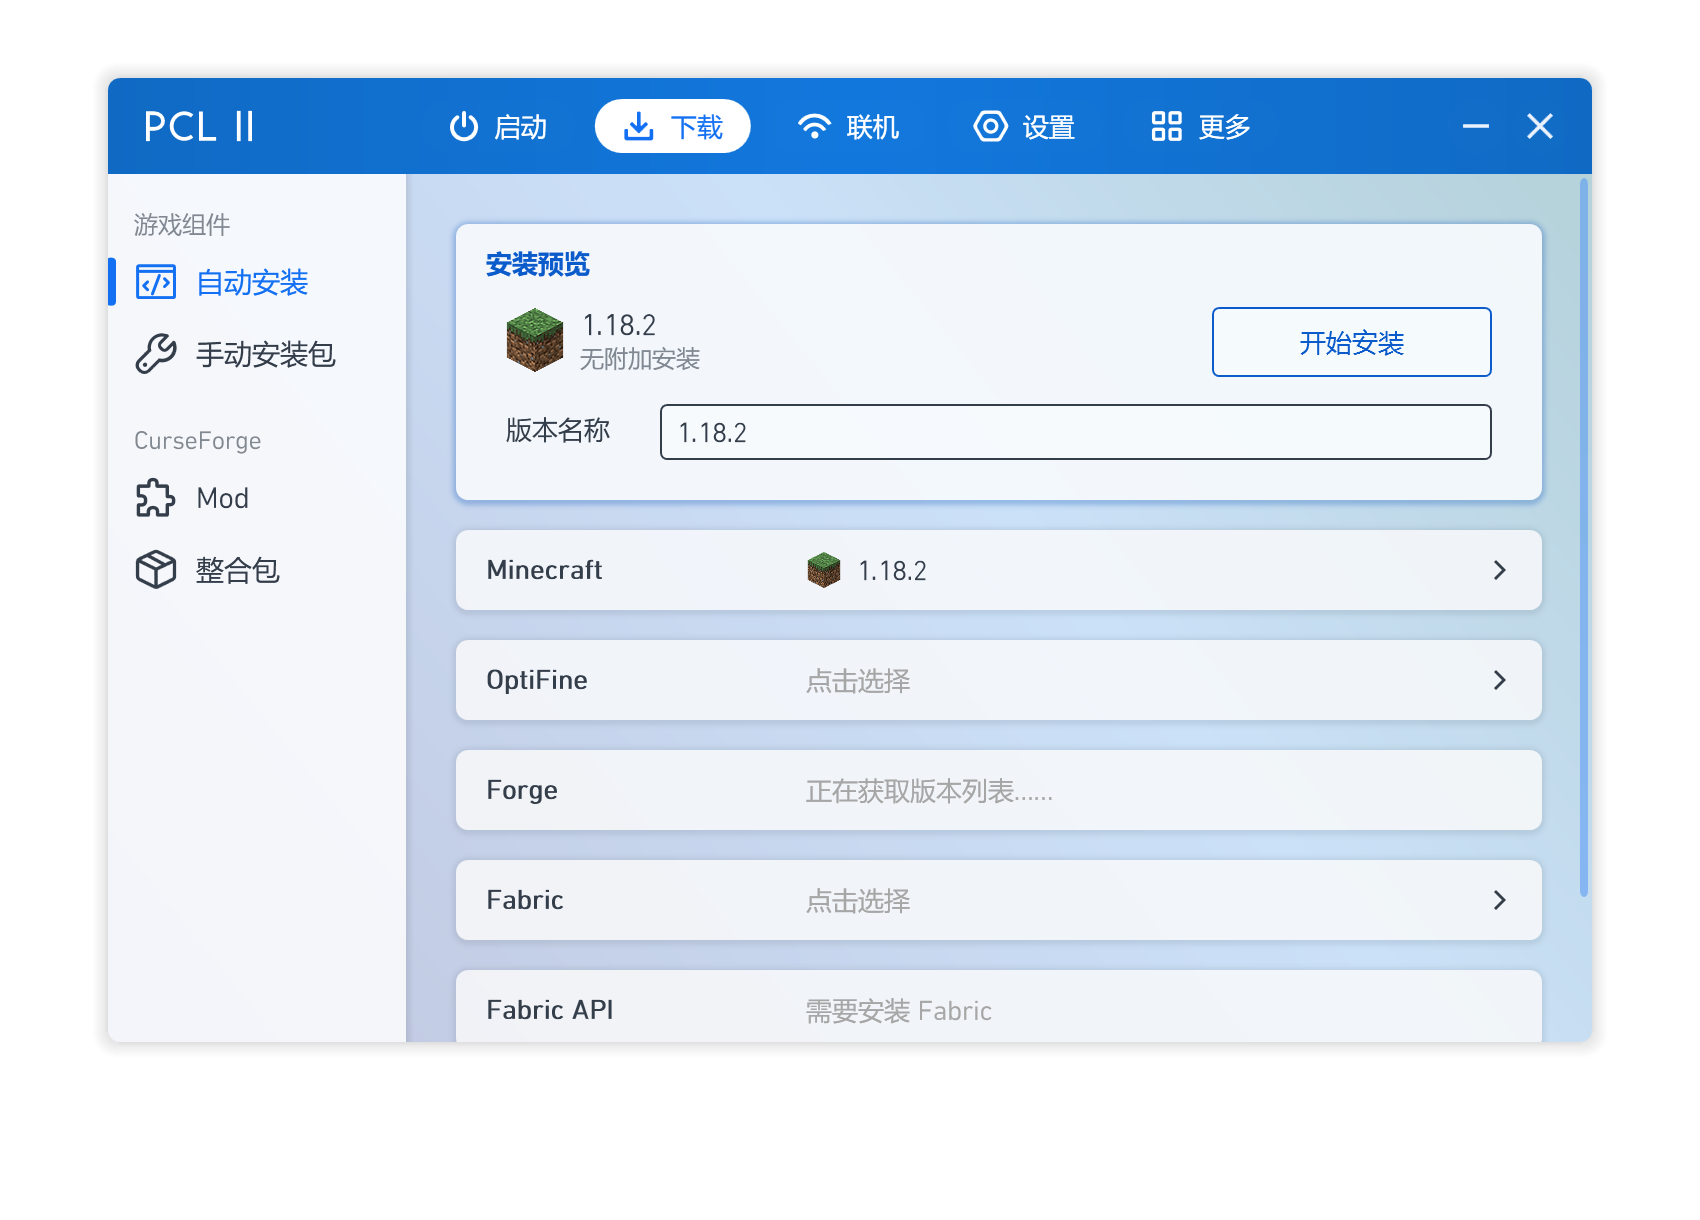 PCL II
启动
下载
联机
设置
更多
游戏组件
自动安装
手动安装包
CurseForge
Mod
整合包
安装预览
1.18.2
无附加安装
开始安装
版本名称
1.18.2
Minecraft
1.18.2
OptiFine
点击选择
Forge
正在获取版本列表……
Fabric
点击选择
Fabric API
需要安装 Fabric